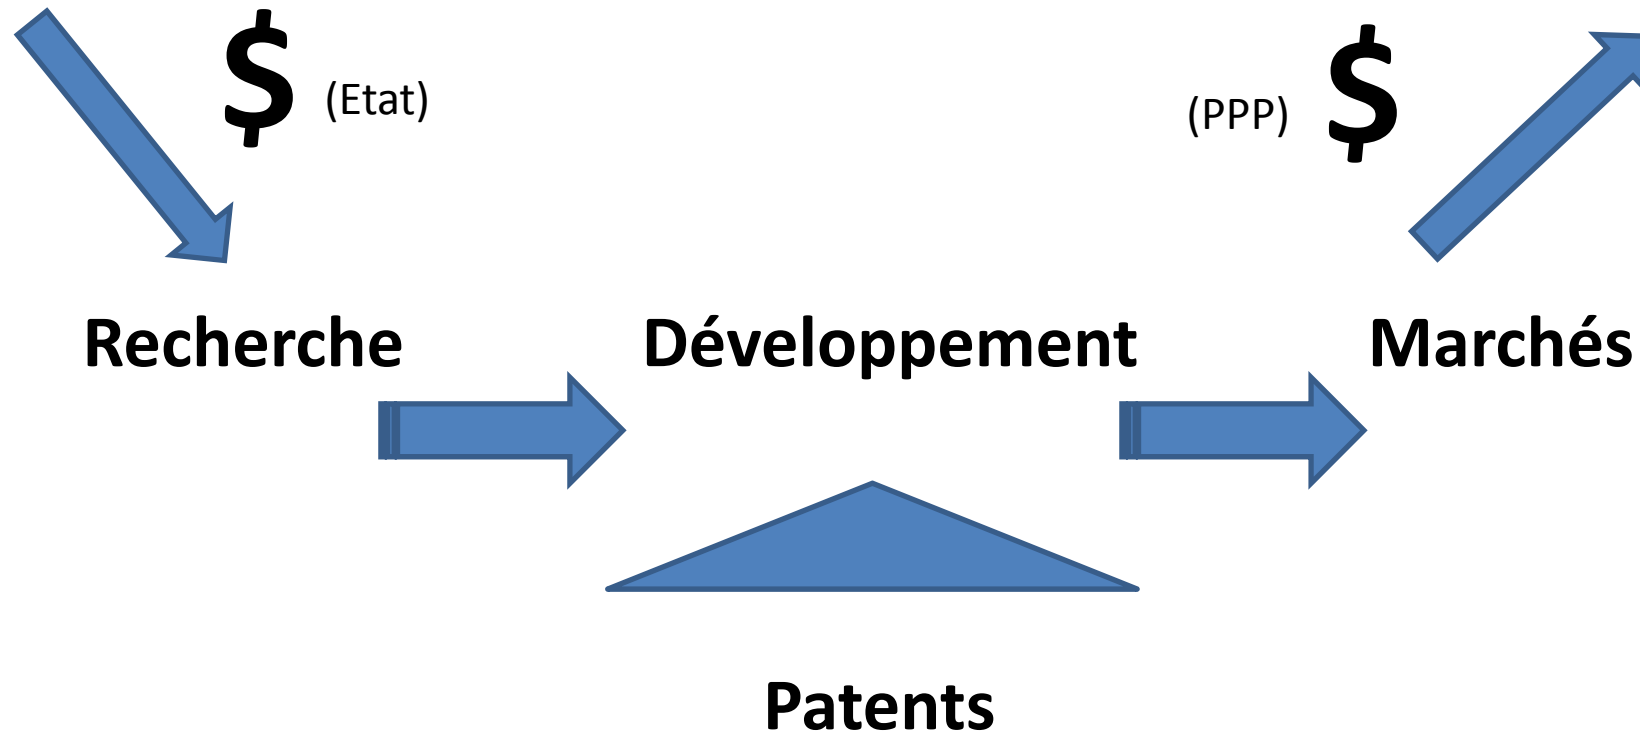 $ (Etat)
(PPP) $
Recherche
Développement
Marchés
Patents